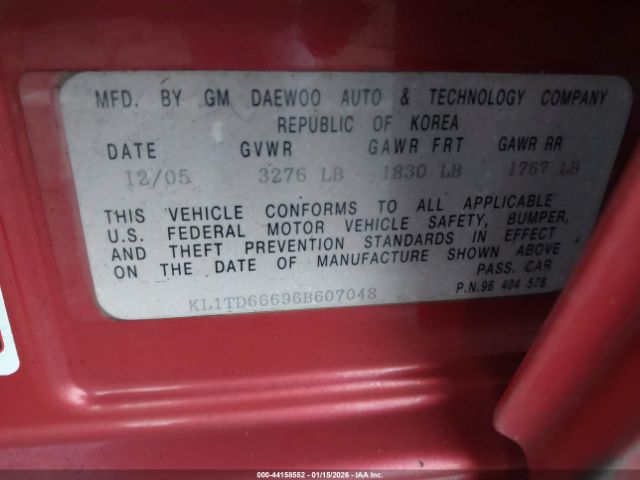 MFD. BY GM DAEWOO AUTO & TECHNOLOGY COMPANY
REPUBLIC OF KOREA
DATE GVWR GAWR FRT GAWR RR
12/05 3276 LB 1830 LB 1767 LB
THIS VEHICLE CONFORMS TO ALL APPLICABLE
U.S. FEDERAL MOTOR VEHICLE SAFETY, BUMPER,
AND THEFT PREVENTION STANDARDS IN EFFECT
ON THE DATE OF MANUFACTURE SHOWN ABOVE
PASS. CAR
KL1TD66696B607048
P.N.96 404 578
000-44158552 - 01/15/2026 - © IAA Inc.